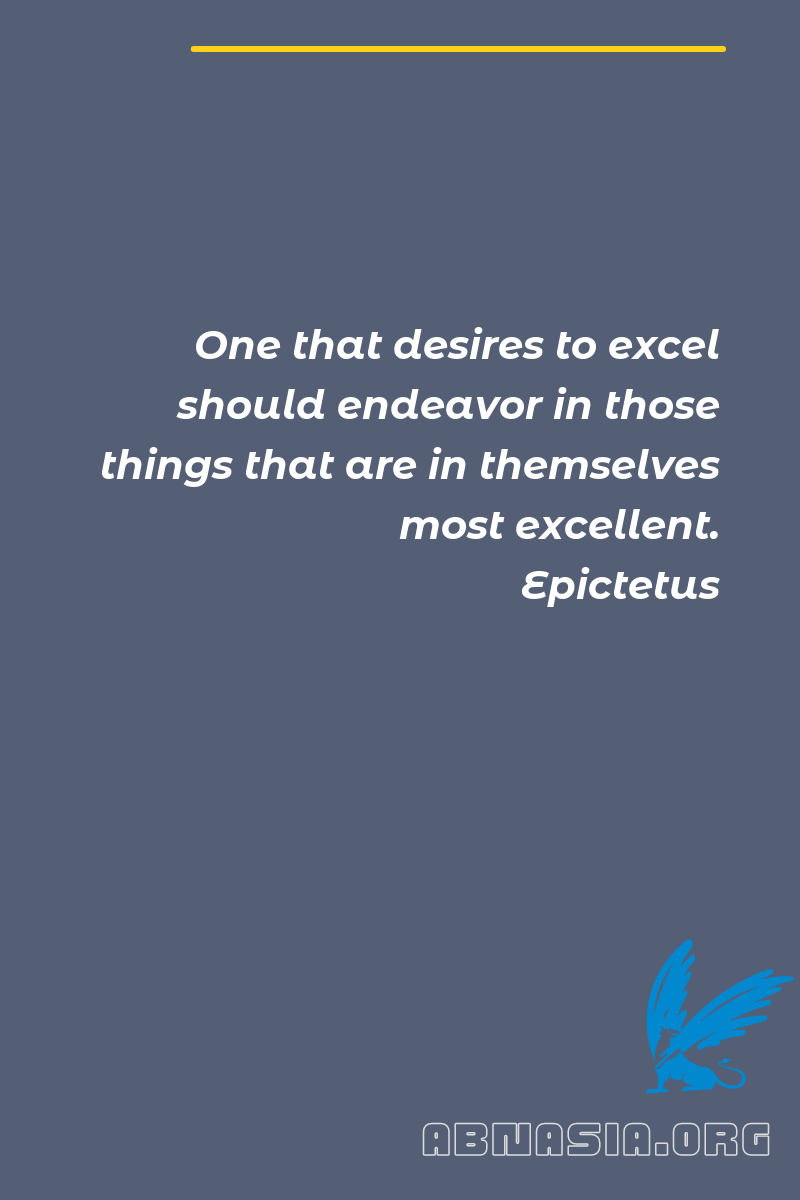 One that desires to excel
should endeavor in those
things that are in themselves
most excellent.
Epictetus
ABNASIA.ORG